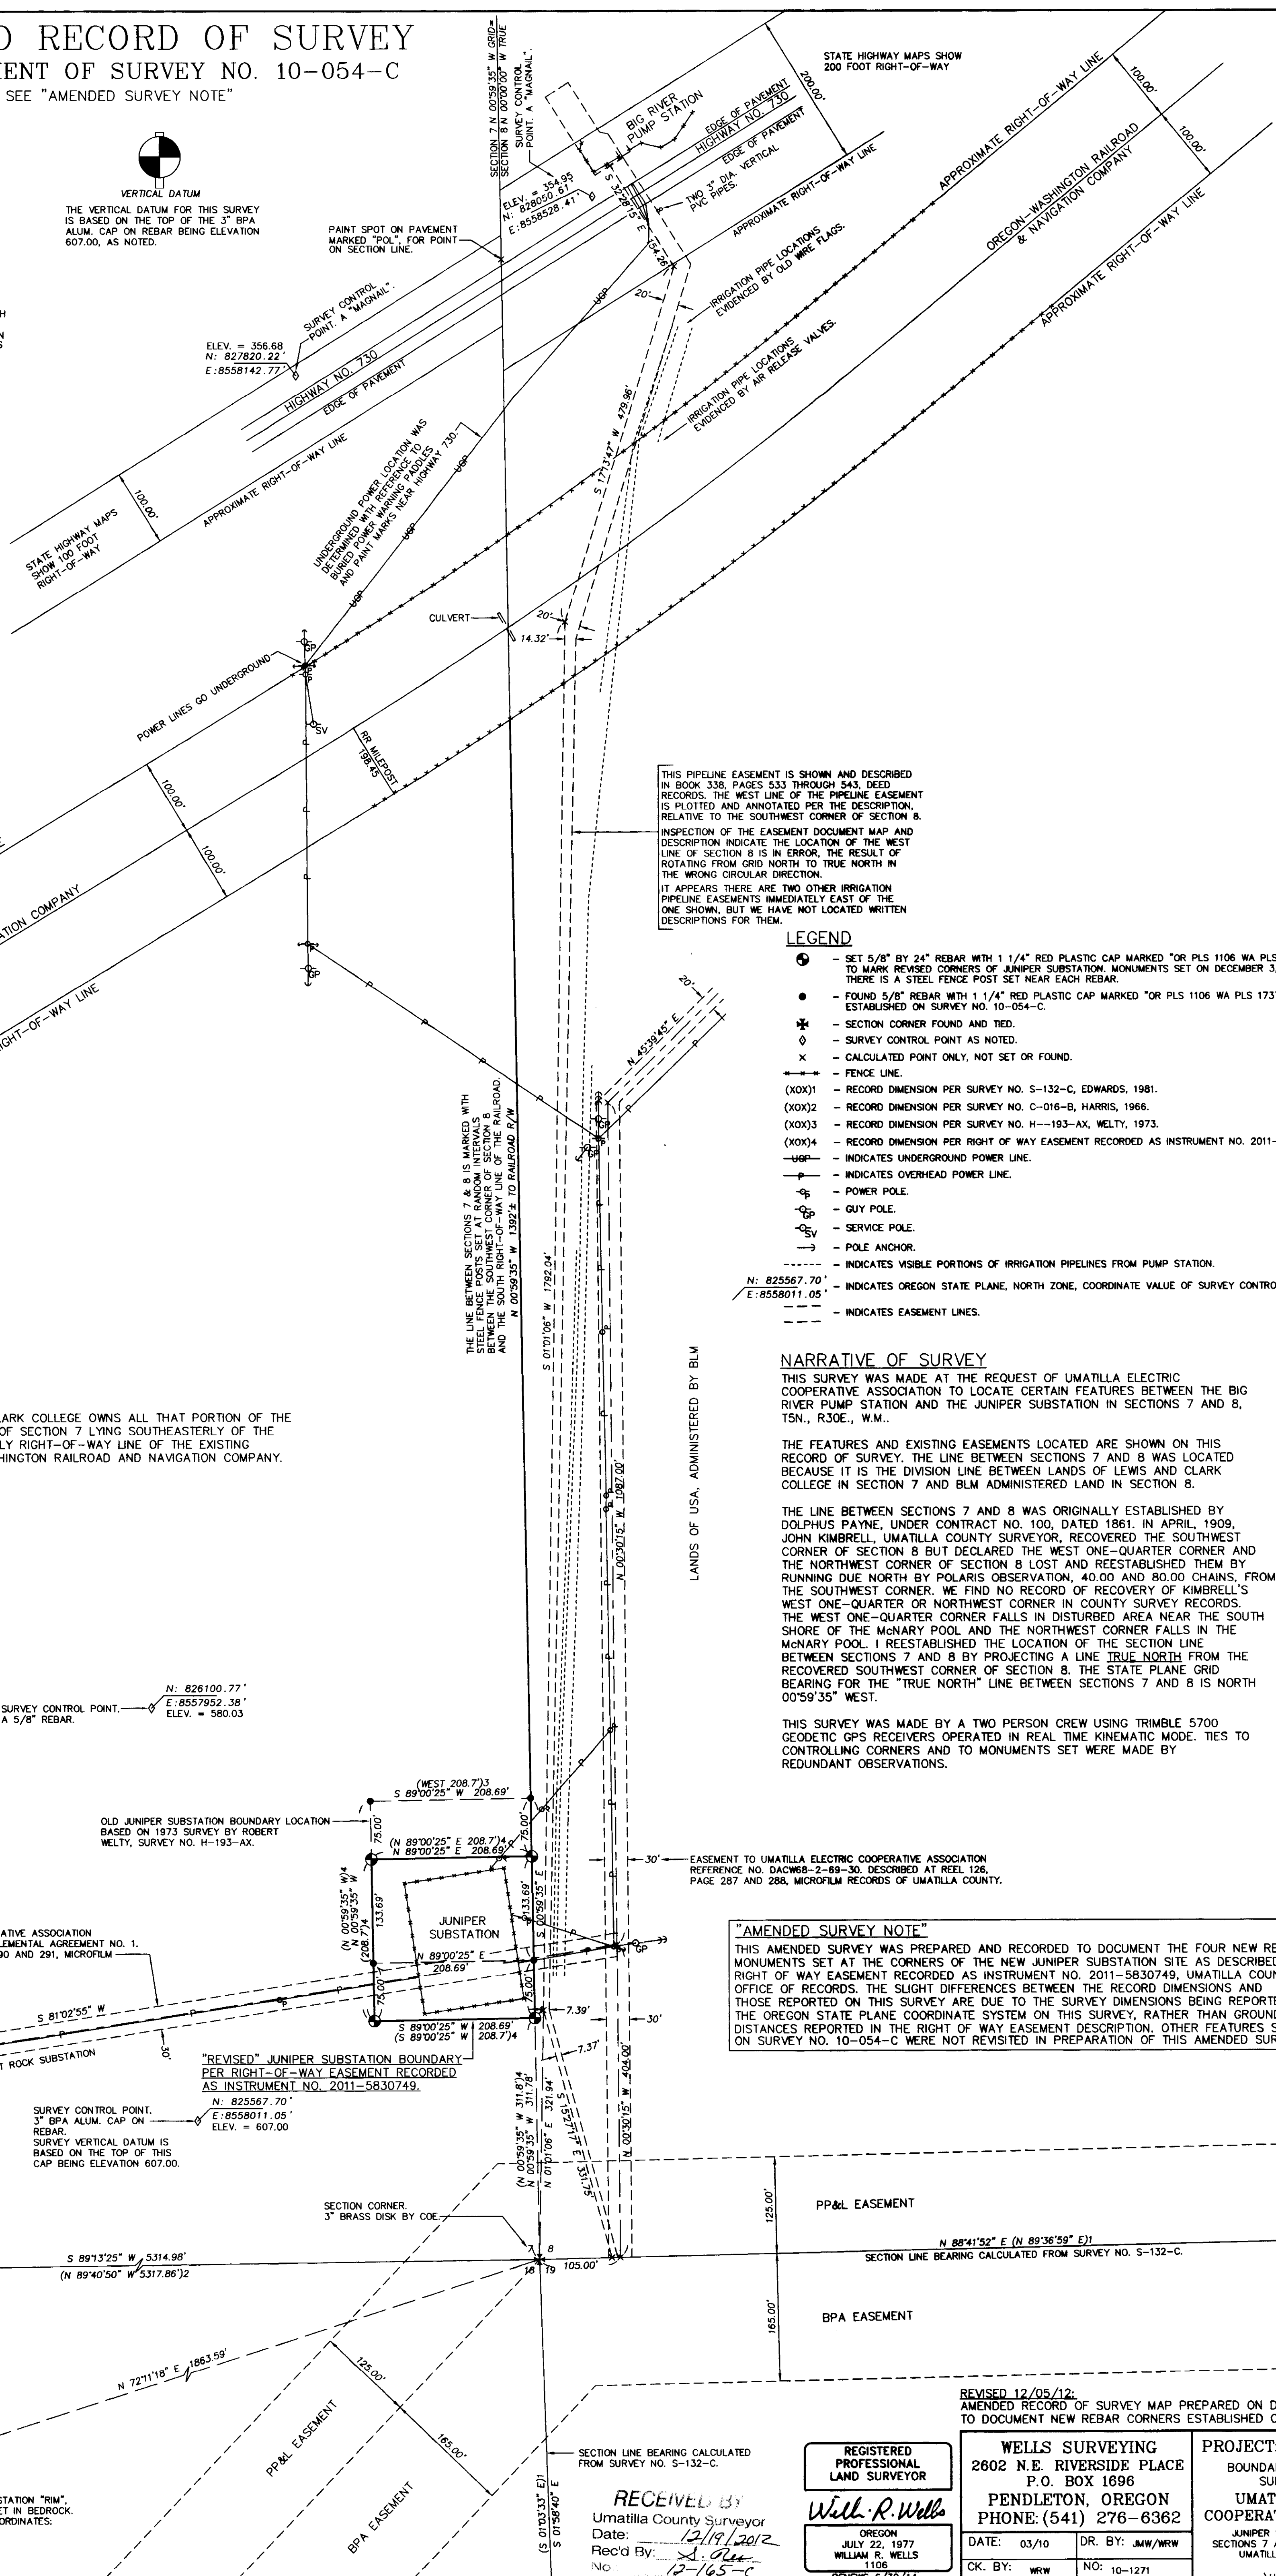 D RECORD OF SURVEY
MENT OF SURVEY NO. 10-054-C
SEE "AMENDED SURVEY NOTE"
VERTICAL DATUM
THE VERTICAL DATUM FOR THIS SURVEY
IS BASED ON THE TOP OF THE 3" BPA
ALUM. CAP ON REBAR BEING ELEVATION
607.00, AS NOTED.
SECTION 7 N 00°59'35" W GRID=
SECTION 8 N 00°00'00" W TRUE
SURVEY CONTROL
POINT. A "MAGNAIL".
ELEV. = 354.95
N: 828050.61'
E:8558528.41'
BIG RIVER
PUMP STATION
EDGE OF PAVEMENT
HIGHWAY NO. 730
EDGE OF PAVEMENT
200.00'
STATE HIGHWAY MAPS SHOW
200 FOOT RIGHT-OF-WAY
TWO 3" DIA. VERTICAL
PVC PIPES.
S 32°28'15" E 154.26'
APPROXIMATE RIGHT-OF-WAY LINE
APPROXIMATE RIGHT-OF-WAY LINE
100.00'
100.00'
OREGON-WASHINGTON RAILROAD
& NAVIGATION COMPANY
APPROXIMATE RIGHT-OF-WAY LINE
PAINT SPOT ON PAVEMENT
MARKED "POL", FOR POINT
ON SECTION LINE.
SURVEY CONTROL
POINT. A "MAGNAIL".
ELEV. = 356.68
N: 827820.22'
E:8558142.77'
HIGHWAY NO. 730
EDGE OF PAVEMENT
APPROXIMATE RIGHT-OF-WAY LINE
100.00'
STATE HIGHWAY MAPS
SHOW 100 FOOT
RIGHT-OF-WAY
UGP
20'
IRRIGATION PIPE LOCATIONS
EVIDENCED BY OLD WIRE FLAGS.
IRRIGATION PIPE LOCATIONS
EVIDENCED BY AIR RELEASE VALVES.
S 17°13'47" W 479.96'
UNDERGROUND POWER LOCATION WAS
DETERMINED WITH REFERENCE TO
BURIED POWER WARNING PADDLES
AND PAINT MARKS NEAR HIGHWAY 730.
UGP
UGP
UGP
CULVERT
20'
14.32'
GP
P
SV
POWER LINES GO UNDERGROUND
RR MILEPOST
198.45
100.00'
100.00'
ATION COMPANY
RIGHT-OF-WAY LINE
P
GP
THIS PIPELINE EASEMENT IS SHOWN AND DESCRIBED
IN BOOK 338, PAGES 533 THROUGH 543, DEED
RECORDS. THE WEST LINE OF THE PIPELINE EASEMENT
IS PLOTTED AND ANNOTATED PER THE DESCRIPTION,
RELATIVE TO THE SOUTHWEST CORNER OF SECTION 8.
INSPECTION OF THE EASEMENT DOCUMENT MAP AND
DESCRIPTION INDICATE THE LOCATION OF THE WEST
LINE OF SECTION 8 IS IN ERROR, THE RESULT OF
ROTATING FROM GRID NORTH TO TRUE NORTH IN
THE WRONG CIRCULAR DIRECTION.
IT APPEARS THERE ARE TWO OTHER IRRIGATION
PIPELINE EASEMENTS IMMEDIATELY EAST OF THE
ONE SHOWN, BUT WE HAVE NOT LOCATED WRITTEN
DESCRIPTIONS FOR THEM.
LEGEND
- SET 5/8" BY 24" REBAR WITH 1 1/4" RED PLASTIC CAP MARKED "OR PLS 1106 WA PLS
TO MARK REVISED CORNERS OF JUNIPER SUBSTATION. MONUMENTS SET ON DECEMBER 3,
THERE IS A STEEL FENCE POST SET NEAR EACH REBAR.
- FOUND 5/8" REBAR WITH 1 1/4" RED PLASTIC CAP MARKED "OR PLS 1106 WA PLS 173
ESTABLISHED ON SURVEY NO. 10-054-C.
- SECTION CORNER FOUND AND TIED.
- SURVEY CONTROL POINT AS NOTED.
x - CALCULATED POINT ONLY, NOT SET OR FOUND.
- FENCE LINE.
(XOX)1 - RECORD DIMENSION PER SURVEY NO. S-132-C, EDWARDS, 1981.
(XOX)2 - RECORD DIMENSION PER SURVEY NO. C-016-B, HARRIS, 1966.
(XOX)3 - RECORD DIMENSION PER SURVEY NO. H--193-AX, WELTY, 1973.
(XOX)4 - RECORD DIMENSION PER RIGHT OF WAY EASEMENT RECORDED AS INSTRUMENT NO. 2011-
UGP - INDICATES UNDERGROUND POWER LINE.
P - INDICATES OVERHEAD POWER LINE.
P - POWER POLE.
GP - GUY POLE.
SV - SERVICE POLE.
- POLE ANCHOR.
- INDICATES VISIBLE PORTIONS OF IRRIGATION PIPELINES FROM PUMP STATION.
N: 825567.70'
E:8558011.05' - INDICATES OREGON STATE PLANE, NORTH ZONE, COORDINATE VALUE OF SURVEY CONTRO
- INDICATES EASEMENT LINES.
20'
N 45°39'45" E
THE LINE BETWEEN SECTIONS 7 & 8 IS MARKED WITH
STEEL FENCE POSTS SET AT RANDOM INTERVALS
BETWEEN THE SOUTHWEST CORNER OF SECTION 8
AND THE SOUTH RIGHT-OF-WAY LINE OF THE RAILROAD.
N 00°59'35" W 1392'± TO RAILROAD R/W
S 01°01'06" W 1792.04'
N 00°30'15" W 1087.00'
LANDS OF USA, ADMINISTERED BY BLM
NARRATIVE OF SURVEY
THIS SURVEY WAS MADE AT THE REQUEST OF UMATILLA ELECTRIC
COOPERATIVE ASSOCIATION TO LOCATE CERTAIN FEATURES BETWEEN THE BIG
RIVER PUMP STATION AND THE JUNIPER SUBSTATION IN SECTIONS 7 AND 8,
T5N., R30E., W.M..
THE FEATURES AND EXISTING EASEMENTS LOCATED ARE SHOWN ON THIS
RECORD OF SURVEY. THE LINE BETWEEN SECTIONS 7 AND 8 WAS LOCATED
BECAUSE IT IS THE DIVISION LINE BETWEEN LANDS OF LEWIS AND CLARK
COLLEGE IN SECTION 7 AND BLM ADMINISTERED LAND IN SECTION 8.
THE LINE BETWEEN SECTIONS 7 AND 8 WAS ORIGINALLY ESTABLISHED BY
DOLPHUS PAYNE, UNDER CONTRACT NO. 100, DATED 1861. IN APRIL, 1909,
JOHN KIMBRELL, UMATILLA COUNTY SURVEYOR, RECOVERED THE SOUTHWEST
CORNER OF SECTION 8 BUT DECLARED THE WEST ONE-QUARTER CORNER AND
THE NORTHWEST CORNER OF SECTION 8 LOST AND REESTABLISHED THEM BY
RUNNING DUE NORTH BY POLARIS OBSERVATION, 40.00 AND 80.00 CHAINS, FROM
THE SOUTHWEST CORNER. WE FIND NO RECORD OF RECOVERY OF KIMBRELL'S
WEST ONE-QUARTER OR NORTHWEST CORNER IN COUNTY SURVEY RECORDS.
THE WEST ONE-QUARTER CORNER FALLS IN DISTURBED AREA NEAR THE SOUTH
SHORE OF THE McNARY POOL AND THE NORTHWEST CORNER FALLS IN THE
McNARY POOL. I REESTABLISHED THE LOCATION OF THE SECTION LINE
BETWEEN SECTIONS 7 AND 8 BY PROJECTING A LINE TRUE NORTH FROM THE
RECOVERED SOUTHWEST CORNER OF SECTION 8. THE STATE PLANE GRID
BEARING FOR THE "TRUE NORTH" LINE BETWEEN SECTIONS 7 AND 8 IS NORTH
00°59'35" WEST.
THIS SURVEY WAS MADE BY A TWO PERSON CREW USING TRIMBLE 5700
GEODETIC GPS RECEIVERS OPERATED IN REAL TIME KINEMATIC MODE. TIES TO
CONTROLLING CORNERS AND TO MONUMENTS SET WERE MADE BY
REDUNDANT OBSERVATIONS.
LARK COLLEGE OWNS ALL THAT PORTION OF THE
OF SECTION 7 LYING SOUTHEASTERLY OF THE
LY RIGHT-OF-WAY LINE OF THE EXISTING
HINGTON RAILROAD AND NAVIGATION COMPANY.
SURVEY CONTROL POINT.
A 5/8" REBAR.
N: 826100.77'
E:8557952.38'
ELEV. = 580.03
OLD JUNIPER SUBSTATION BOUNDARY LOCATION
BASED ON 1973 SURVEY BY ROBERT
WELTY, SURVEY NO. H-193-AX.
(WEST 208.7')3
S 89°00'25" W 208.69'
75.00'
75.00'
(N 89°00'25" E 208.7')4
N 89°00'25" E 208.69'
(N 00°59'35" W)4
N 00°59'35" W
133.69'
(208.7')4
JUNIPER
SUBSTATION
133.69'
S 00°59'35" E
N 89°00'25" E
208.69'
75.00'
75.00'
S 89°00'25" W 208.69'
(S 89°00'25" W 208.7')4
30'
EASEMENT TO UMATILLA ELECTRIC COOPERATIVE ASSOCIATION
REFERENCE NO. DACW68-2-69-30. DESCRIBED AT REEL 126,
PAGE 287 AND 288, MICROFILM RECORDS OF UMATILLA COUNTY.
ATIVE ASSOCIATION
LEMENTAL AGREEMENT NO. 1.
90 AND 291, MICROFILM
S 81°02'55" W
T ROCK SUBSTATION
30'
"REVISED" JUNIPER SUBSTATION BOUNDARY
PER RIGHT-OF-WAY EASEMENT RECORDED
AS INSTRUMENT NO. 2011-5830749.
7.39'
7.37'
30'
GP
"AMENDED SURVEY NOTE"
THIS AMENDED SURVEY WAS PREPARED AND RECORDED TO DOCUMENT THE FOUR NEW RE
MONUMENTS SET AT THE CORNERS OF THE NEW JUNIPER SUBSTATION SITE AS DESCRIBED
RIGHT OF WAY EASEMENT RECORDED AS INSTRUMENT NO. 2011-5830749, UMATILLA COUN
OFFICE OF RECORDS. THE SLIGHT DIFFERENCES BETWEEN THE RECORD DIMENSIONS AND
THOSE REPORTED ON THIS SURVEY ARE DUE TO THE SURVEY DIMENSIONS BEING REPORTE
THE OREGON STATE PLANE COORDINATE SYSTEM ON THIS SURVEY, RATHER THAN GROUND
DISTANCES REPORTED IN THE RIGHT OF WAY EASEMENT DESCRIPTION. OTHER FEATURES S
ON SURVEY NO. 10-054-C WERE NOT REVISITED IN PREPARATION OF THIS AMENDED SUR
SURVEY CONTROL POINT.
3" BPA ALUM. CAP ON
REBAR.
SURVEY VERTICAL DATUM IS
BASED ON THE TOP OF THIS
CAP BEING ELEVATION 607.00.
N: 825567.70'
E:8558011.05'
ELEV. = 607.00
(N 00°59'35" W 311.8')4
N 00°59'35" W 311.78'
N 01°01'06" E 321.94'
S 15°27'17" E 331.75'
N 00°30'15" W 404.00'
SECTION CORNER.
3" BRASS DISK BY COE.
7 8
18 19
105.00'
S 89°13'25" W 5314.98'
(N 89°40'50" W 5317.86')2
125.00'
PP&L EASEMENT
N 88°41'52" E (N 89°36'59" E)1
SECTION LINE BEARING CALCULATED FROM SURVEY NO. S-132-C.
165.00'
BPA EASEMENT
N 72°11'18" E 1863.59'
125.00'
165.00'
PP&L EASEMENT
BPA EASEMENT
SECTION LINE BEARING CALCULATED
FROM SURVEY NO. S-132-C.
(S 01°03'33" E)1
S 01°58'40" E
STATION "RIM",
ET IN BEDROCK.
ORDINATES:
RECEIVED BY
Umatilla County Surveyor
Date: 12/19/2012
Rec'd By:
No 12-165-C
REGISTERED
PROFESSIONAL
LAND SURVEYOR
Will. R. Wells
OREGON
JULY 22, 1977
WILLIAM R. WELLS
1106
REVISED 12/05/12:
AMENDED RECORD OF SURVEY MAP PREPARED ON D
TO DOCUMENT NEW REBAR CORNERS ESTABLISHED O
WELLS SURVEYING
2602 N.E. RIVERSIDE PLACE
P.O. BOX 1696
PENDLETON, OREGON
PHONE: (541) 276-6362
DATE: 03/10
DR. BY: JMW/WRW
CK. BY: WRW
NO: 10-1271
PROJECT:
BOUNDAR
SU
UMAT
COOPERA
JUNIPER
SECTIONS 7
UMATILL